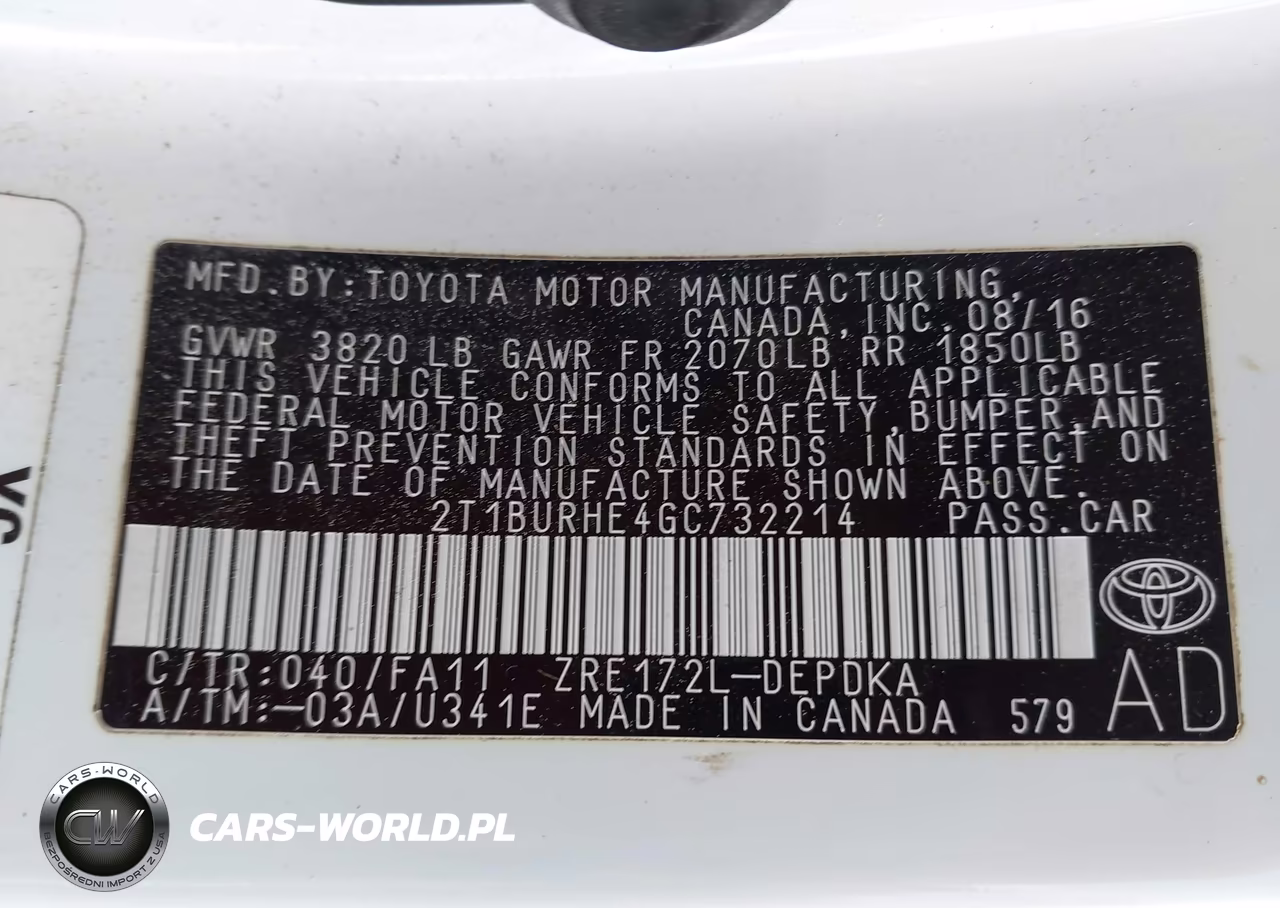 MFD.BY:TOYOTA MOTOR MANUFACTURING,
CANADA, INC. 08/16
GVWR 3820 LB GAWR FR 2070LB RR 1850LB
THIS VEHICLE CONFORMS TO ALL APPLICABLE
FEDERAL MOTOR VEHICLE SAFETY,BUMPER,AND
THEFT PREVENTION STANDARDS IN EFFECT ON
THE DATE OF MANUFACTURE SHOWN ABOVE.
2T1BURHE4GC732214 PASS.CAR
C/TR:040/FA11 ZRE172L-DEPDKA
A/TM:-03A/U341E MADE IN CANADA 579
AD
CARS-WORLD
CW
BEZPOŚREDNI IMPORT Z USA
CARS-WORLD.PL